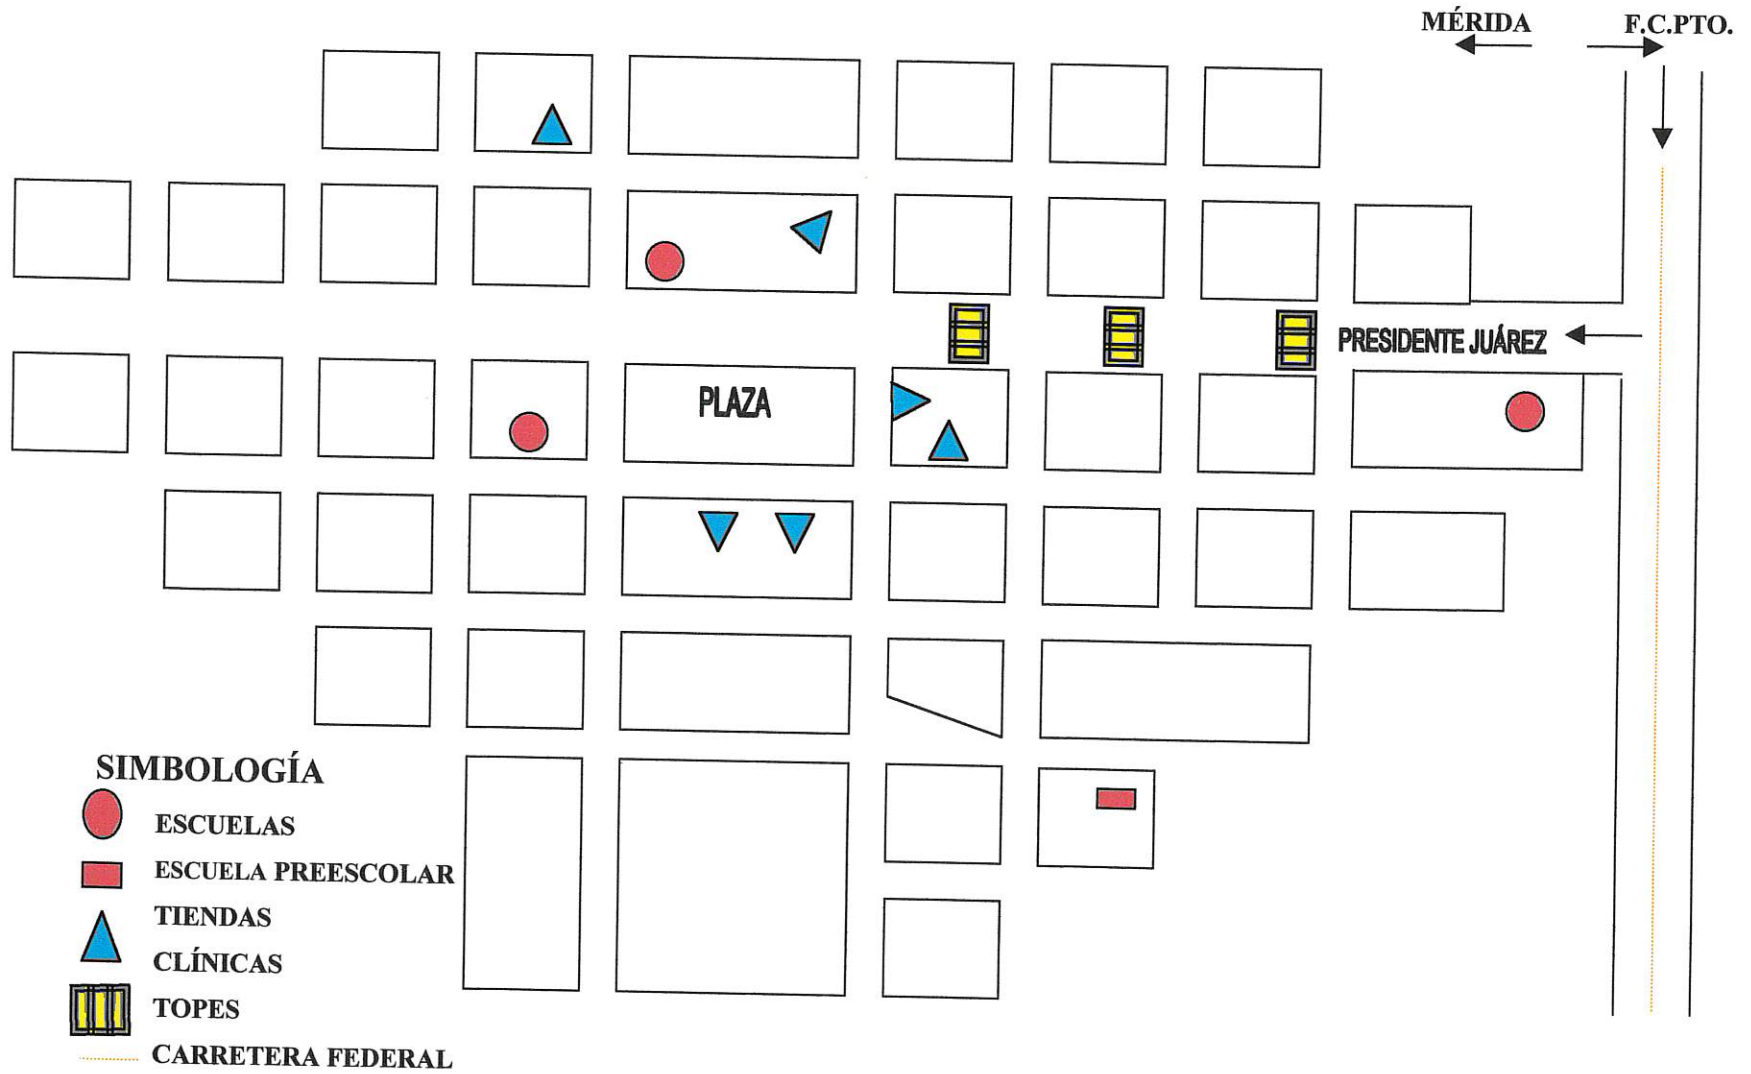 MÉRIDA
F.C.PTO.
PRESIDENTE JUÁREZ
PLAZA
SIMBOLOGÍA
ESCUELAS
ESCUELA PREESCOLAR
TIENDAS
CLÍNICAS
TOPES
CARRETERA FEDERAL